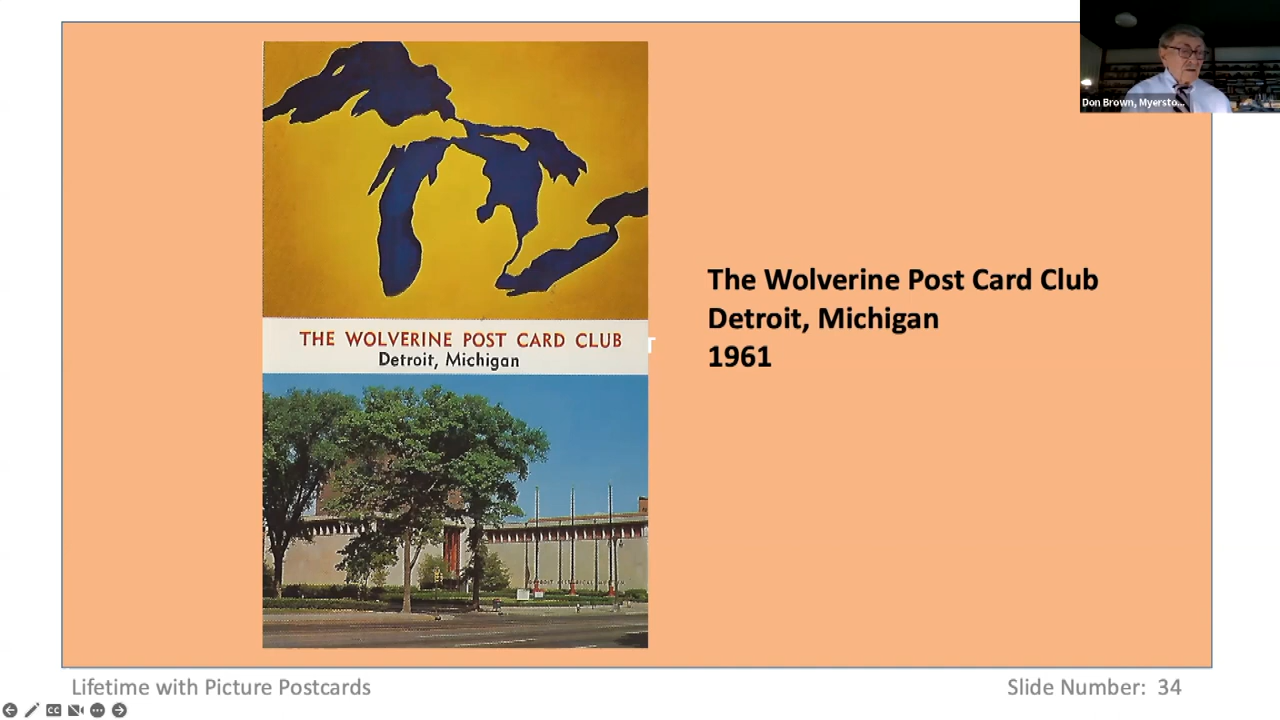 Don Brown, Myersto...
THE WOLVERINE POST CARD CLUB
Detroit, Michigan
The Wolverine Post Card Club
Detroit, Michigan
1961
T
Lifetime with Picture Postcards
Slide Number: 34
CC